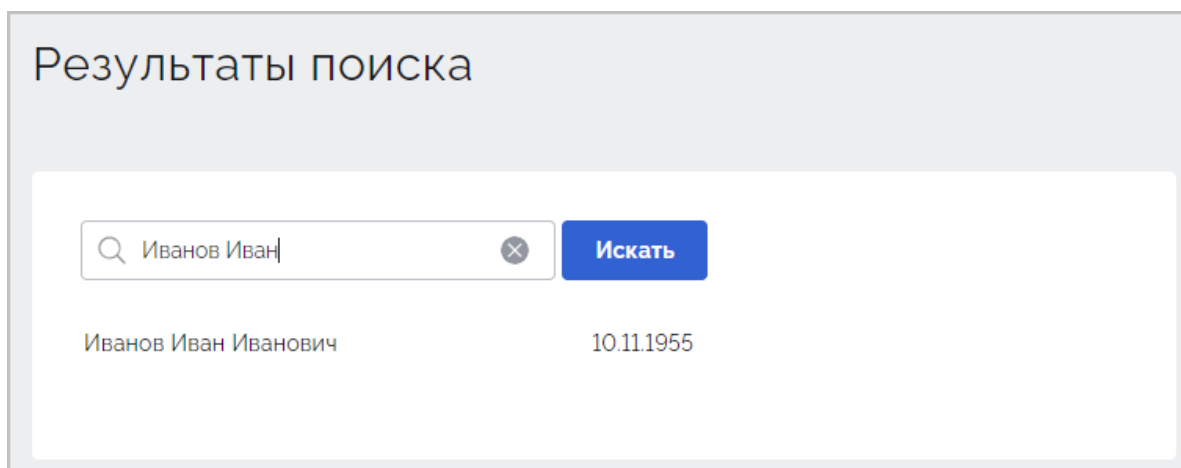 Результаты поиска
Иванов Иван Искать
Иванов Иван Иванович 10.11.1955